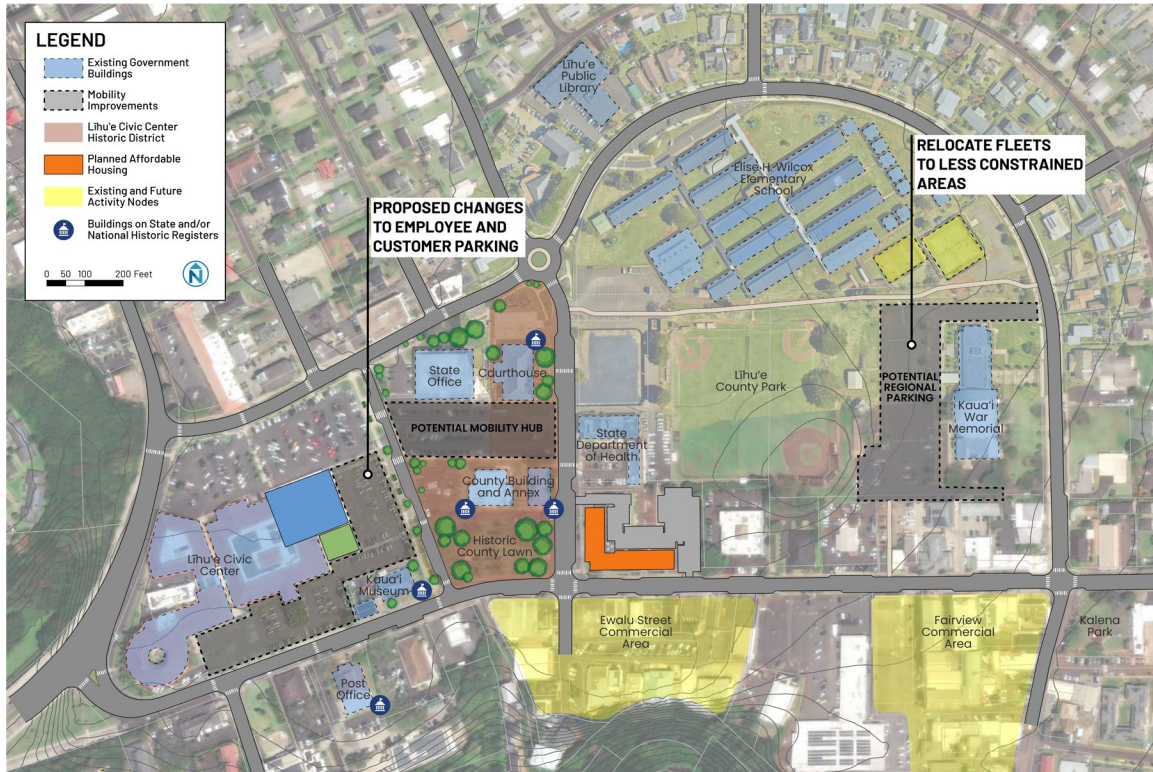 LEGEND
Existing Government
Buildings
Mobility
Improvements
Līhu'e Civic Center
Historic District
Planned Affordable
Housing
Existing and Future
Activity Nodes
Buildings on State and/or
National Historic Registers
0 50 100 200 Feet
N
Līhu'e
Public
Library
Elise H. Wilcox
Elementary
School
RELOCATE FLEETS
TO LESS CONSTRAINED
AREAS
PROPOSED CHANGES
TO EMPLOYEE AND
CUSTOMER PARKING
State
Office
Courthouse
POTENTIAL MOBILITY HUB
Līhu'e
County Park
POTENTIAL
REGIONAL
PARKING
Kaua'i
War
Memorial
State
Department
of Health
County Building
and Annex
Historic
County Lawn
Līhu'e Civic
Center
Kaua'i
Museum
Post
Office
Ewalu Street
Commercial
Area
Fairview
Commercial
Area
Kalena
Park